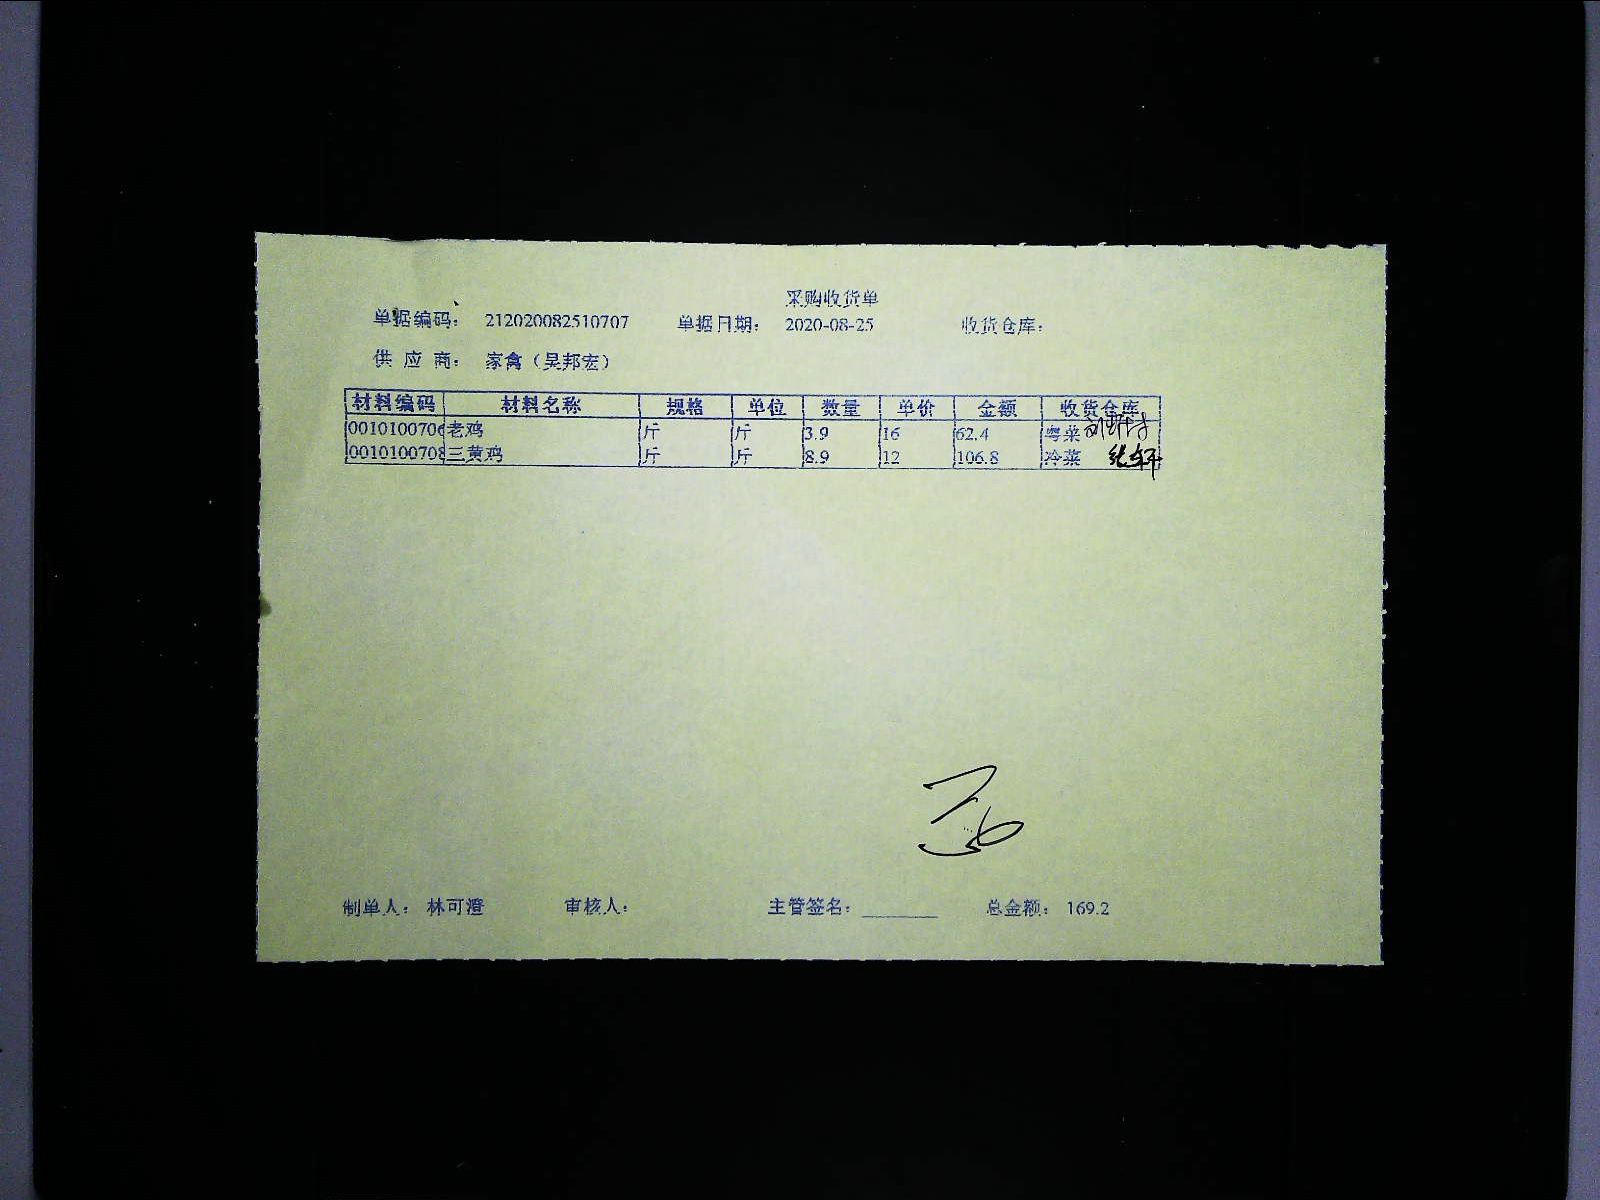 采购收货单
单据编码: 212020082510707 单据日期: 2020-08-25 收货仓库:
供 应 商: 家禽（吴邦宏）
材料编码 材料名称 规格 单位 数量 单价 金额 收货仓库
0010100706 老鸡 斤 斤 3.9 16 62.4 粤菜
0010100708 三黄鸡 斤 斤 8.9 12 106.8 冷菜
制单人: 林可澄 审核人: 主管签名: ________ 总金额: 169.2